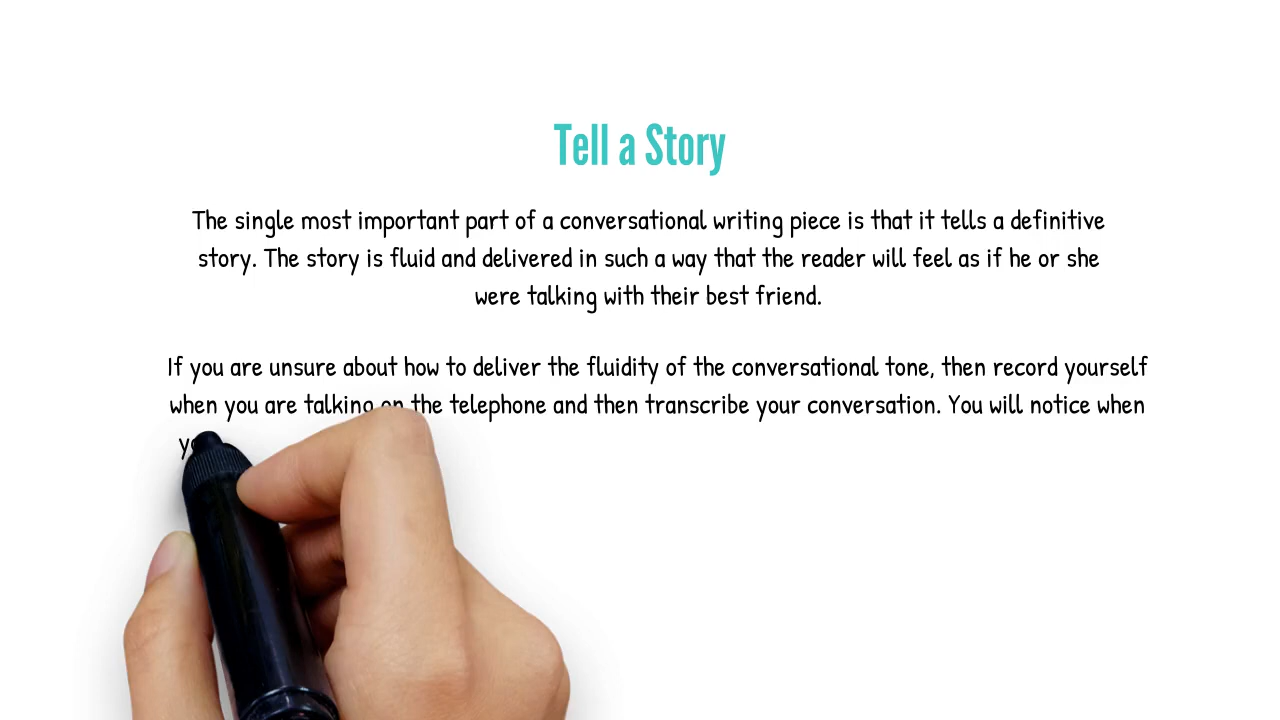 Tell a Story
The single most important part of a conversational writing piece is that it tells a definitive
story. The story is fluid and delivered in such a way that the reader will feel as if he or she
were talking with their best friend.
If you are unsure about how to deliver the fluidity of the conversational tone, then record yourself
when you are talking on the telephone and then transcribe your conversation. You will notice when